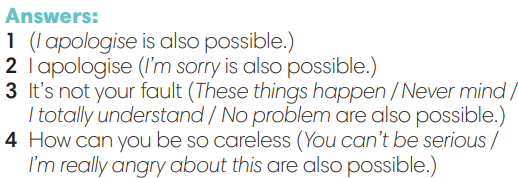 Answers:
1 (I apologise is also possible.)
2 I apologise (I'm sorry is also possible.)
3 It's not your fault (These things happen / Never mind /
I totally understand / No problem are also possible.)
4 How can you be so careless (You can't be serious /
I'm really angry about this are also possible.)